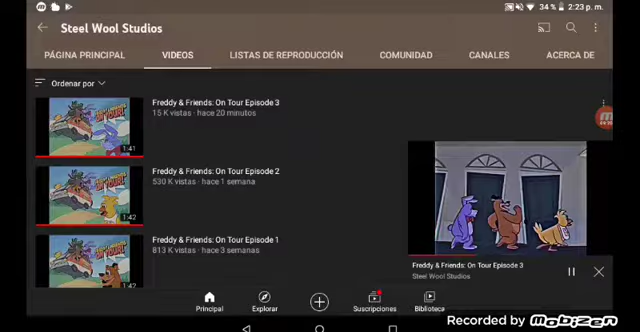 34 % 2:23 p. m.
Steel Wool Studios
PÁGINA PRINCIPAL VIDEOS LISTAS DE REPRODUCCIÓN COMUNIDAD CANALES ACERCA DE
Ordenar por
Freddy & Friends: On Tour Episode 3
15 K vistas · hace 20 minutos
1:41
Freddy & Friends: On Tour Episode 2
530 K vistas · hace 1 semana
1:42
Freddy & Friends: On Tour Episode 1
813 K vistas · hace 3 semanas
1:42
Freddy & Friends: On Tour Episode 3
Steel Wool Studios
Principal Explorar Suscripciones Biblioteca
Recorded by Mobizen